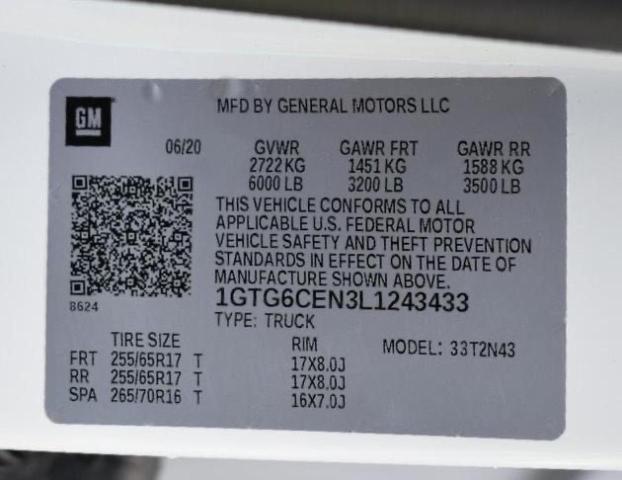 GM
MFD BY GENERAL MOTORS LLC
06/20 GVWR GAWR FRT GAWR RR
2722 KG 1451 KG 1588 KG
6000 LB 3200 LB 3500 LB
THIS VEHICLE CONFORMS TO ALL
APPLICABLE U.S. FEDERAL MOTOR
VEHICLE SAFETY AND THEFT PREVENTION
STANDARDS IN EFFECT ON THE DATE OF
MANUFACTURE SHOWN ABOVE.
8624 1GTG6CEN3L1243433
TYPE: TRUCK
TIRE SIZE RIM MODEL: 33T2N43
FRT 255/65R17 T 17X8.0J
RR 255/65R17 T 17X8.0J
SPA 265/70R16 T 16X7.0J